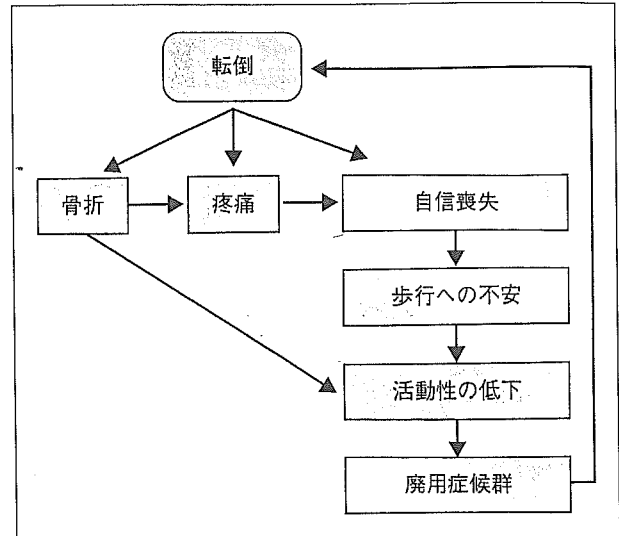 転倒
骨折
疼痛
自信喪失
歩行への不安
活動性の低下
廃用症候群